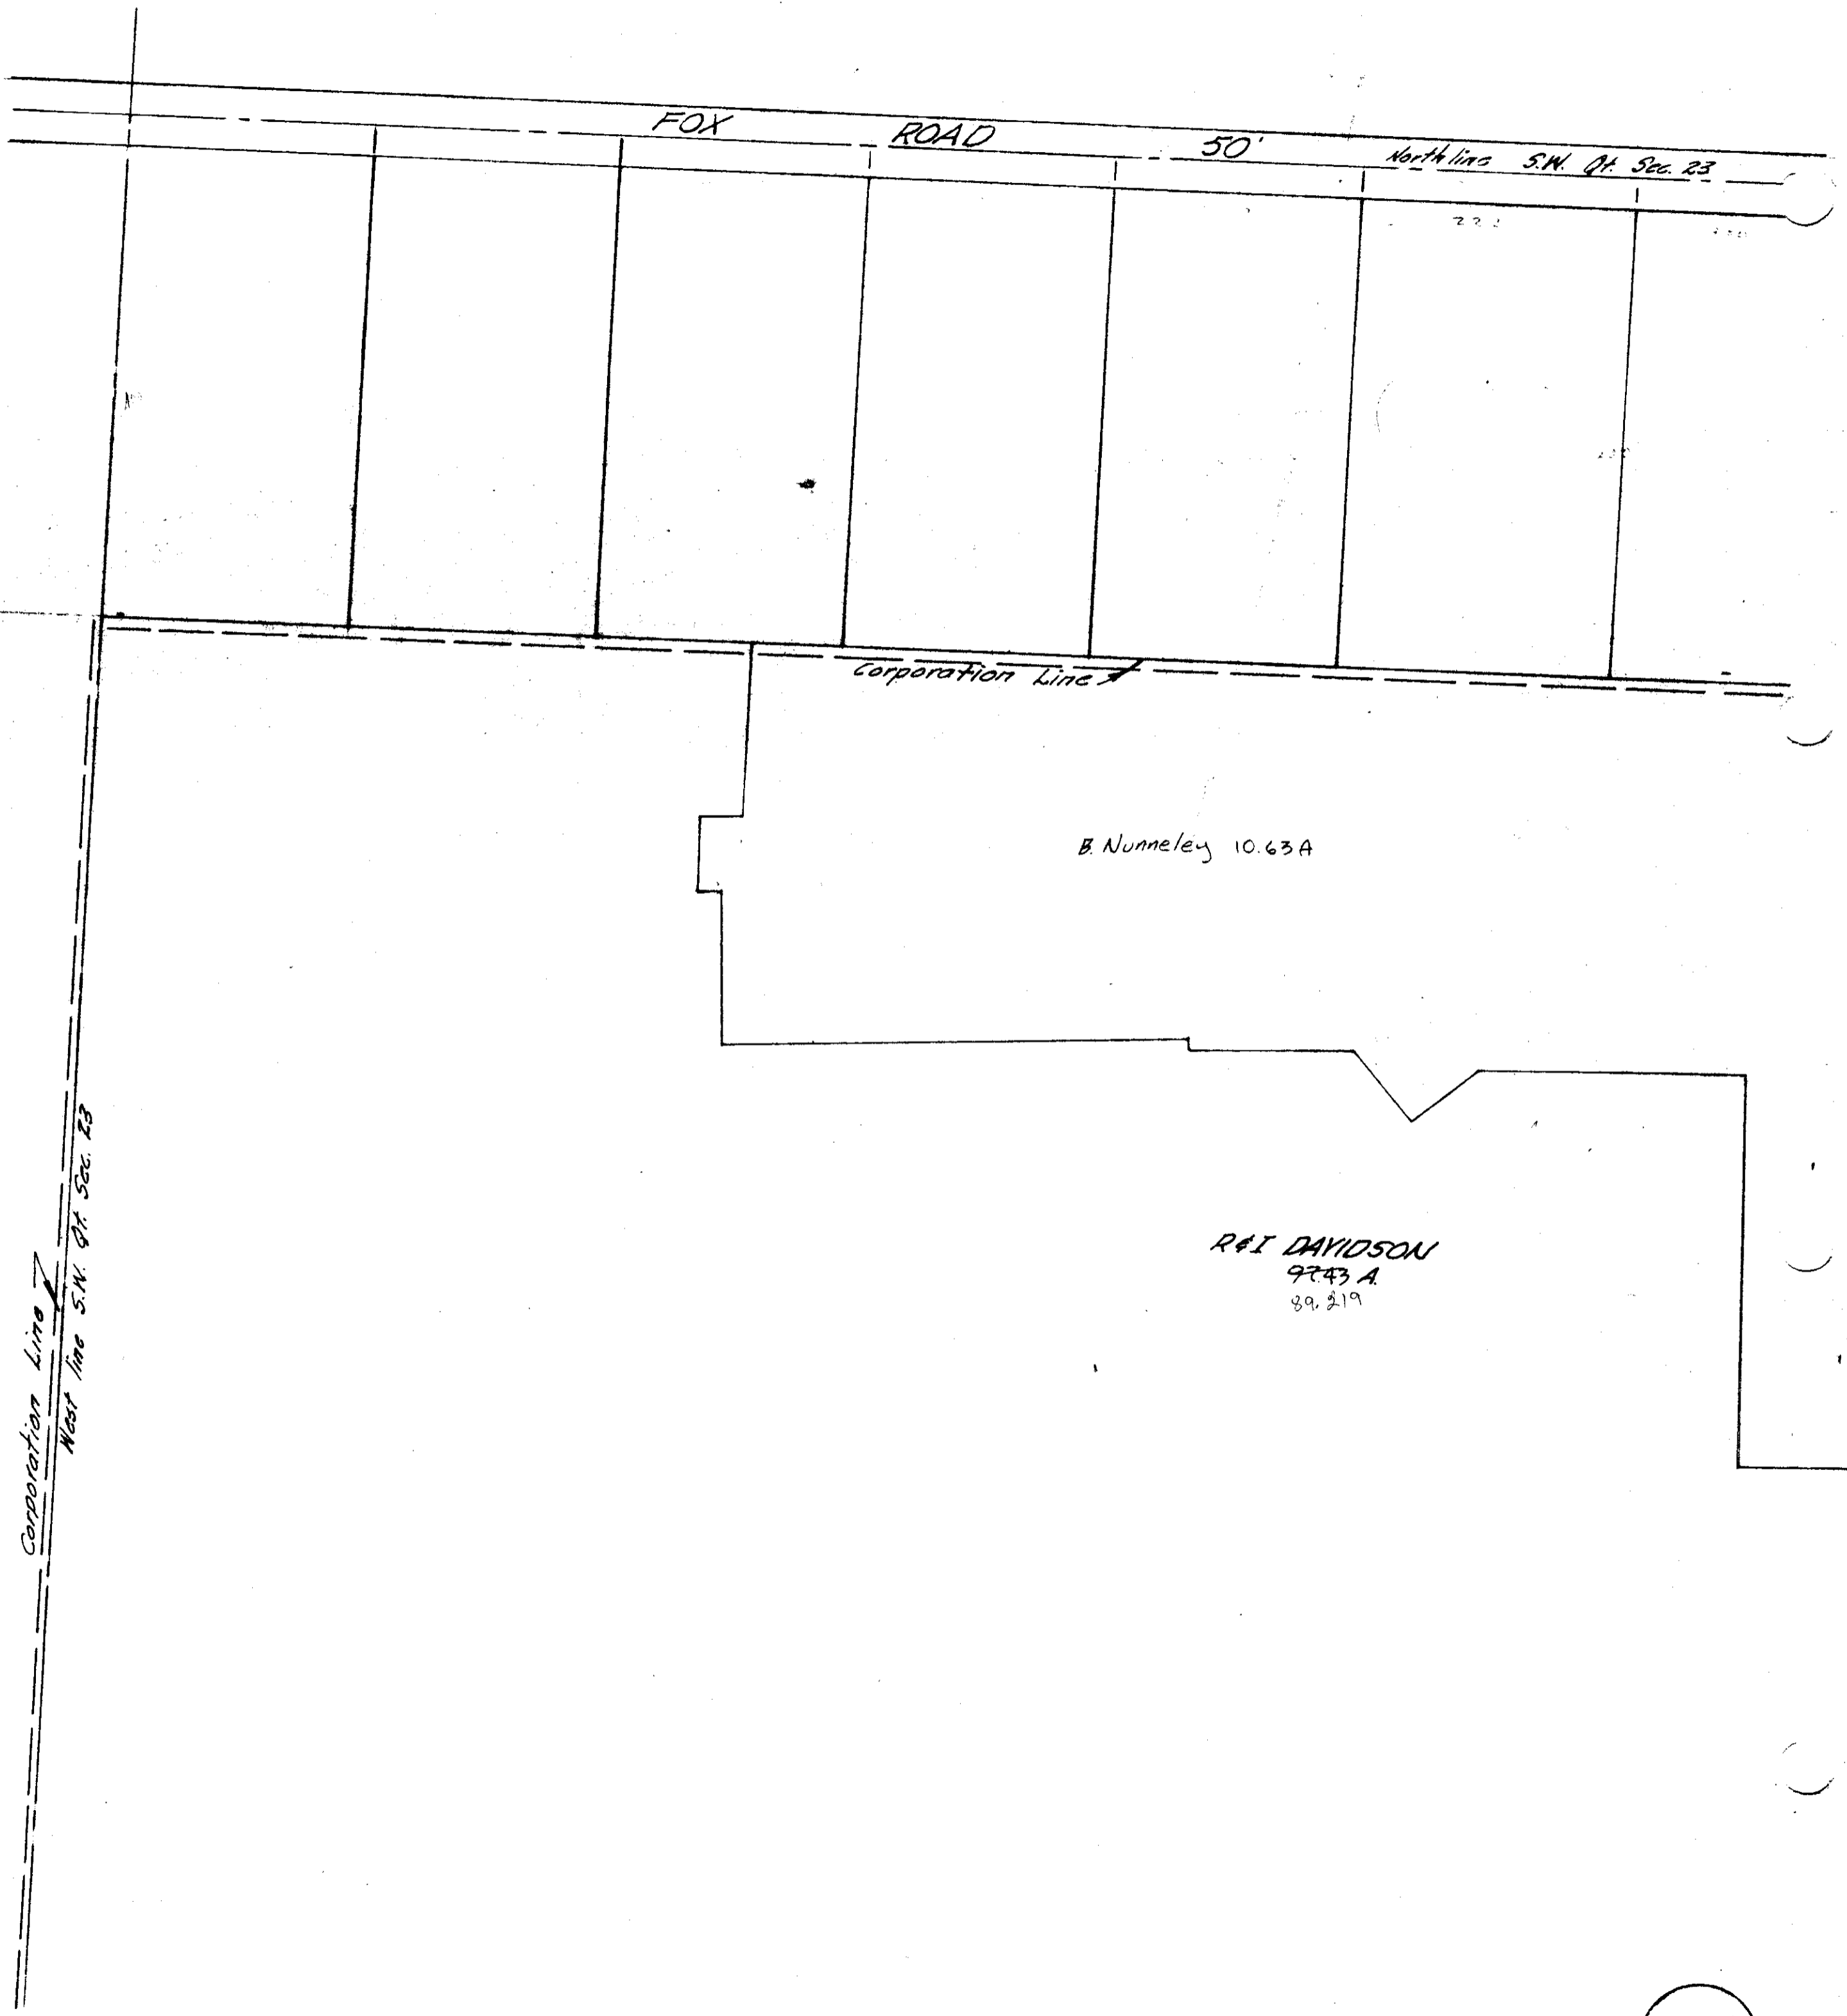 FOX ROAD 50'
North line S.W. Qt. Sec. 23
Corporation Line
B. Nunneley 10.63 A
R&I DAVIDSON
97.43 A.
89.219
Corporation Line
West line S.W. Qt. Sec. 23